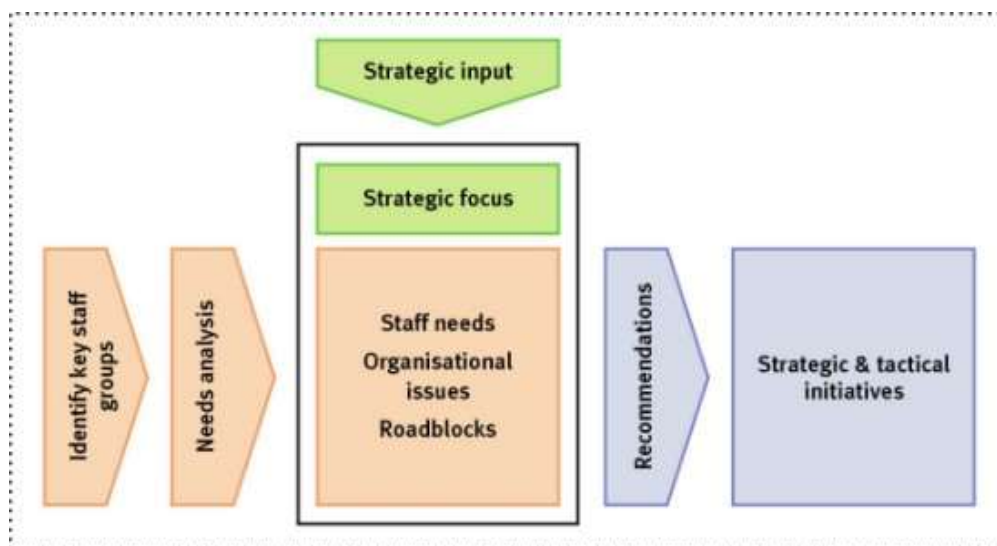 Strategic input
Strategic focus
Identify key staff
groups
Needs analysis
Staff needs
Organisational
issues
Roadblocks
Recommendations
Strategic & tactical
initiatives